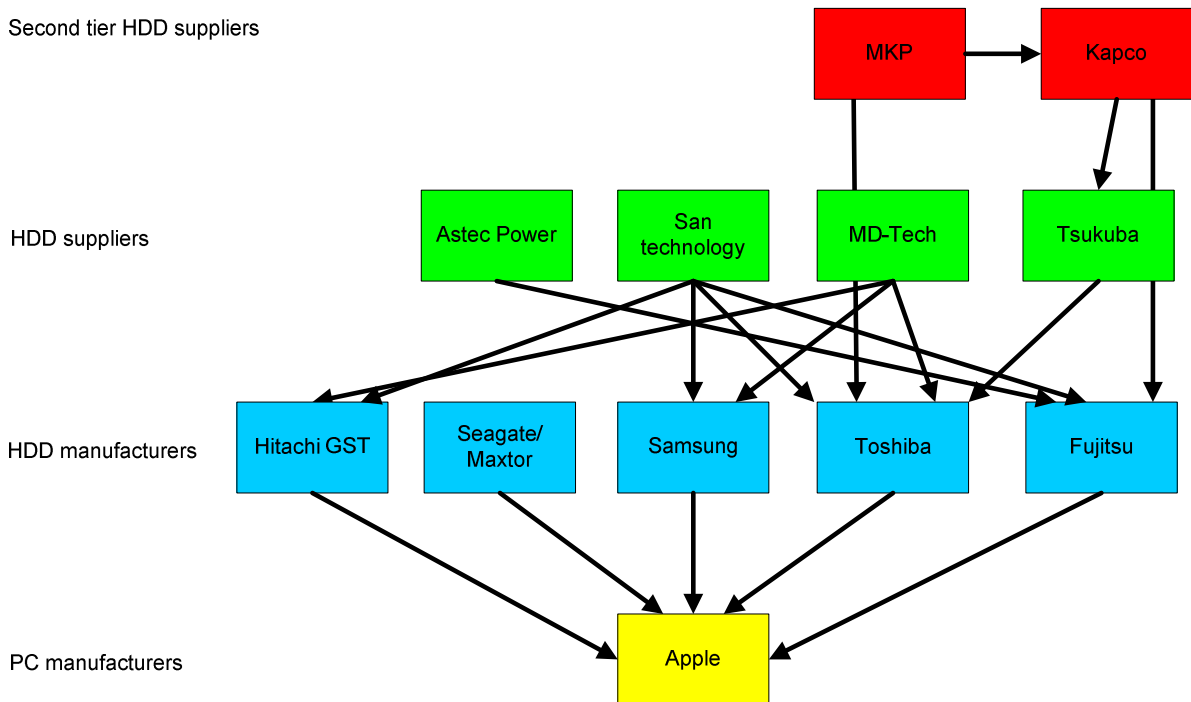 Second tier HDD suppliers
MKP
Kapco
HDD suppliers
Astec Power
San
technology
MD-Tech
Tsukuba
HDD manufacturers
Hitachi GST
Seagate/
Maxtor
Samsung
Toshiba
Fujitsu
PC manufacturers
Apple